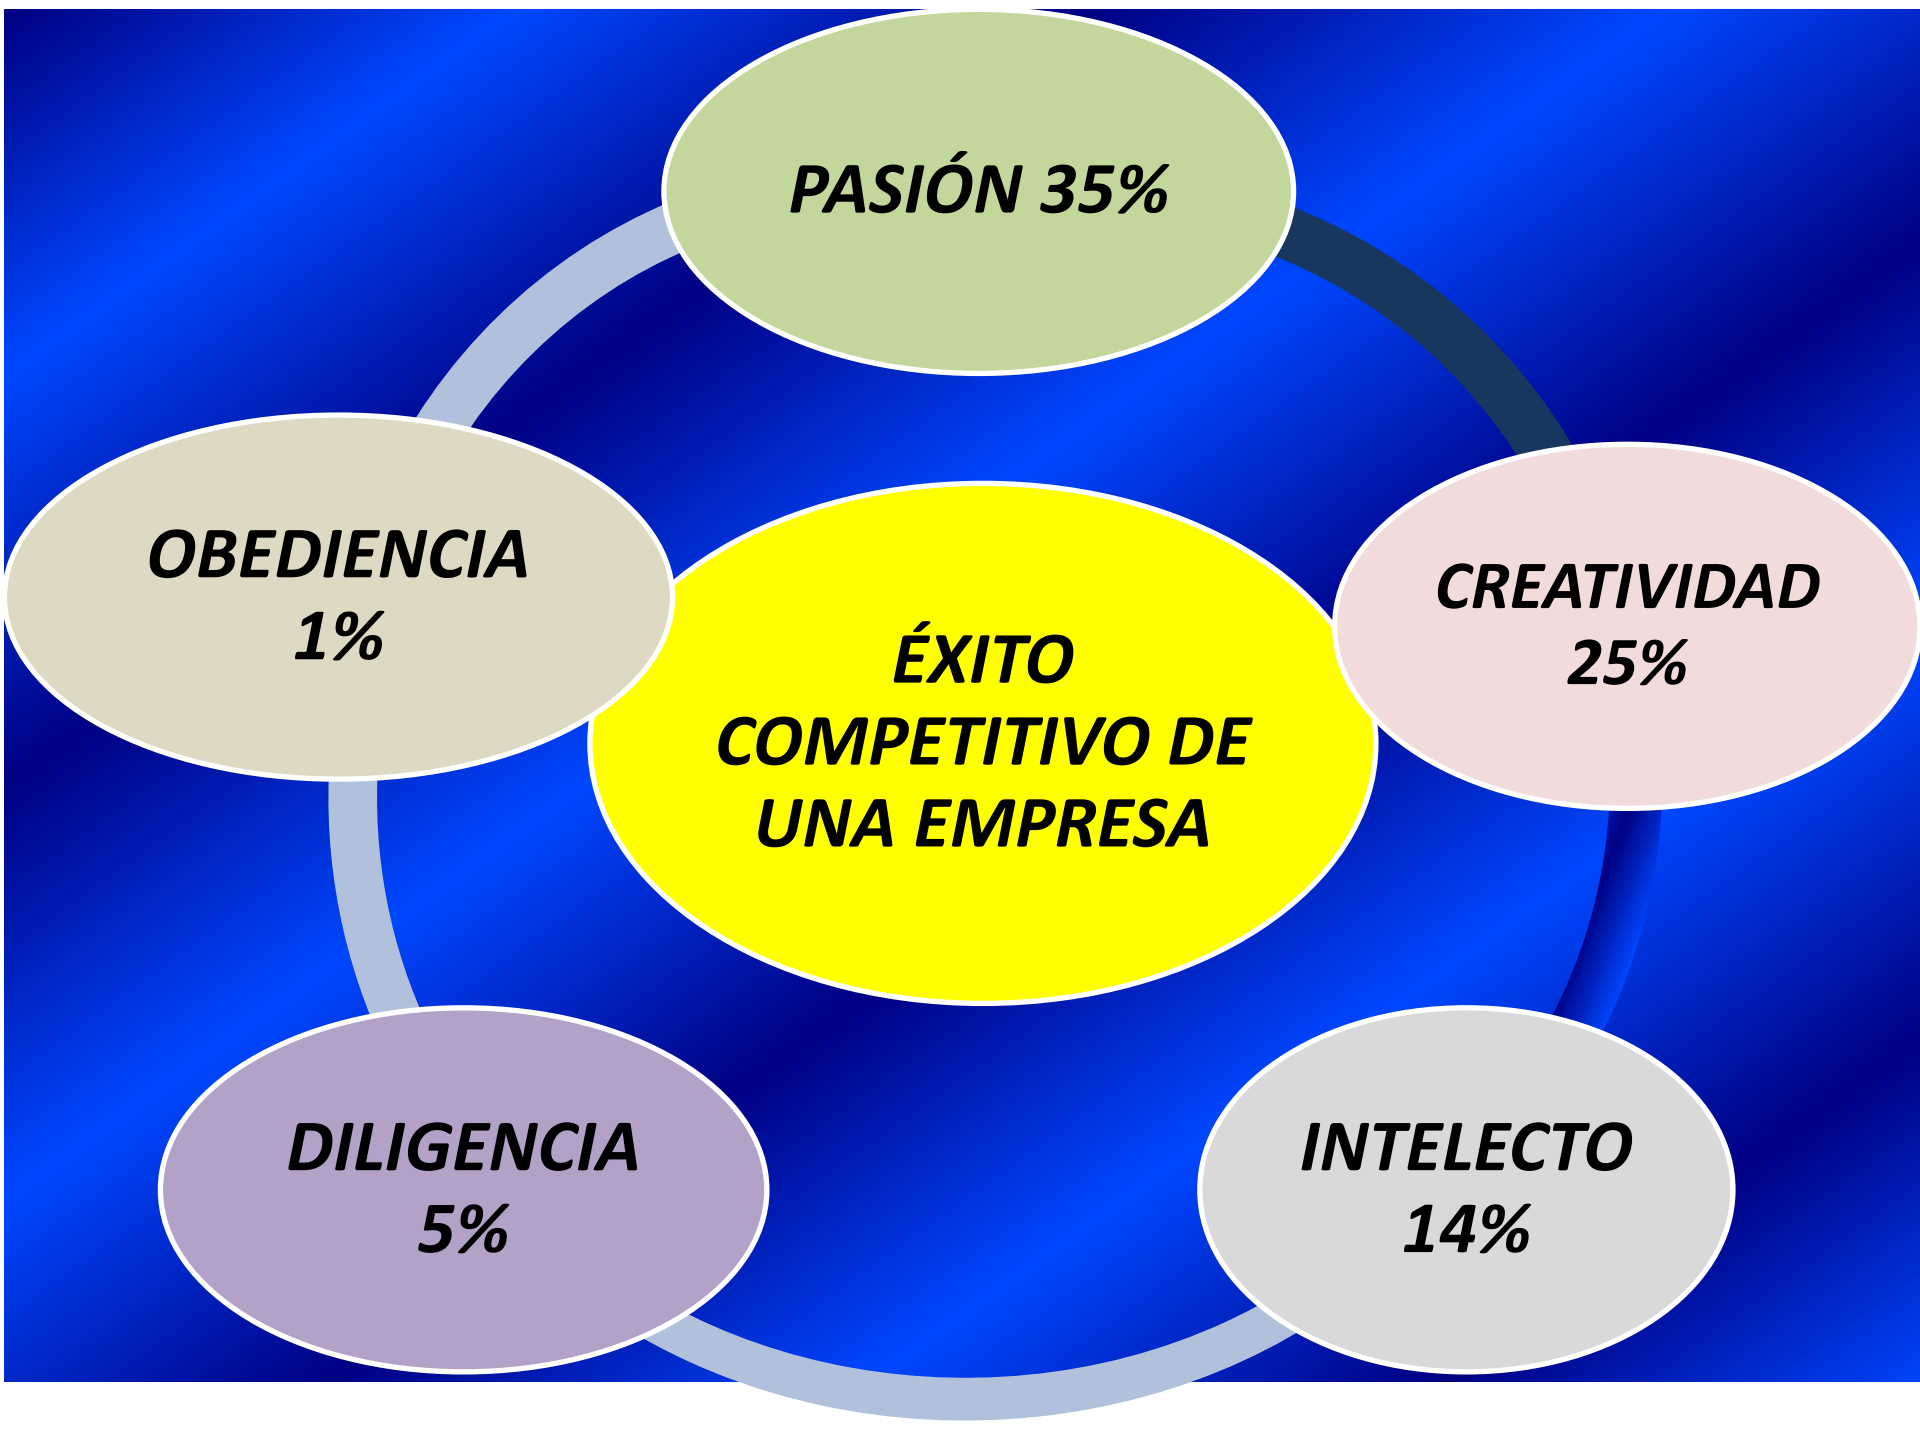 PASIÓN 35%
OBEDIENCIA
1%
CREATIVIDAD
25%
ÉXITO
COMPETITIVO DE
UNA EMPRESA
DILIGENCIA
5%
INTELECTO
14%